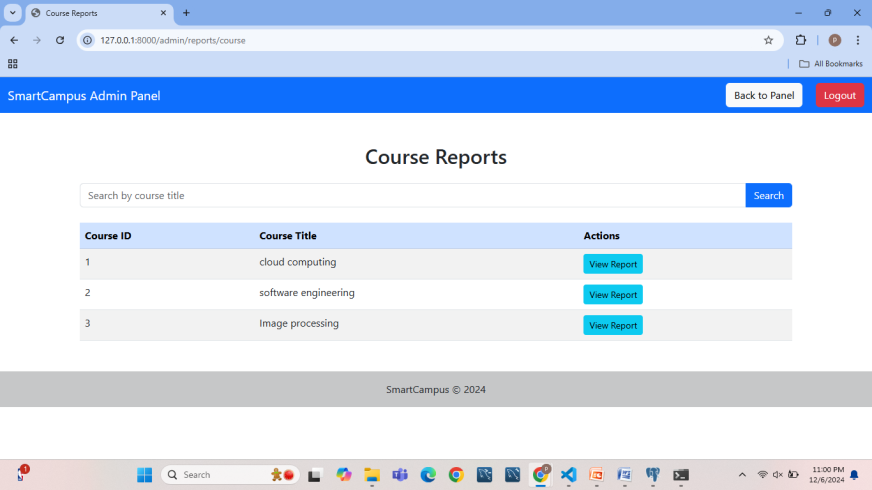 Course Reports
127.0.0.1:8000/admin/reports/course
P
All Bookmarks
SmartCampus Admin Panel
Back to Panel
Logout
Course Reports
Search by course title
Search
Course ID Course Title Actions
1 cloud computing View Report
2 software engineering View Report
3 Image processing View Report
SmartCampus © 2024
1
Search
P
11:00 PM
12/6/2024